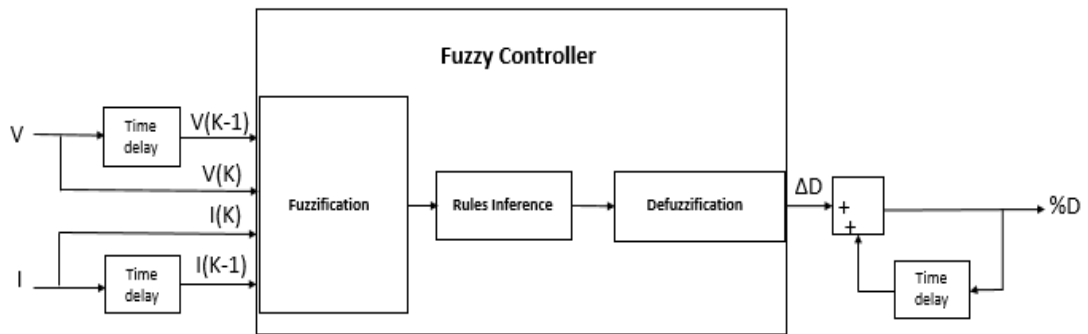 Fuzzy Controller
V
Time
delay
V(K-1)
V(K)
I(K)
I
Time
delay
I(K-1)
Fuzzification
Rules Inference
Defuzzification
ΔD
+
+
%D
Time
delay